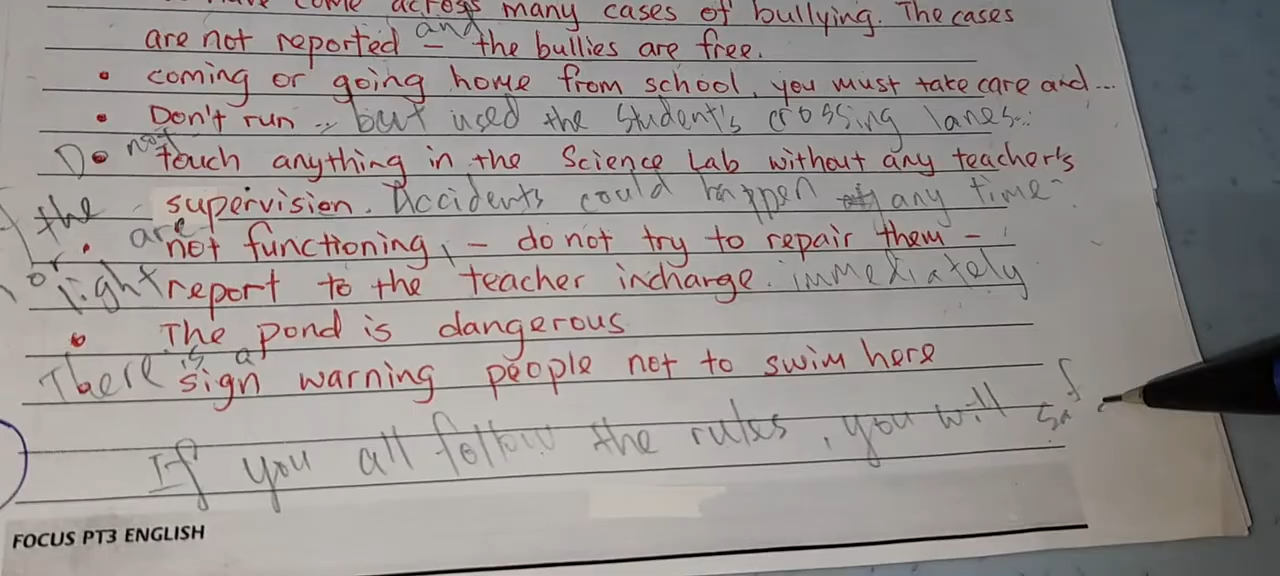 have come across many cases of bullying. The cases
are not reported and – the bullies are free.
• coming or going home from school, you must take care and...
• Don't run – but used the student's crossing lanes..
Do not • touch anything in the Science Lab without any teacher's
the supervision. Accidents could happen any time
• are not functioning, – do not try to repair them –
or light report to the teacher incharge. immediately
• The pond is dangerous
There is a sign warning people not to swim here
If you all follow the rules, you will saf
FOCUS PT3 ENGLISH